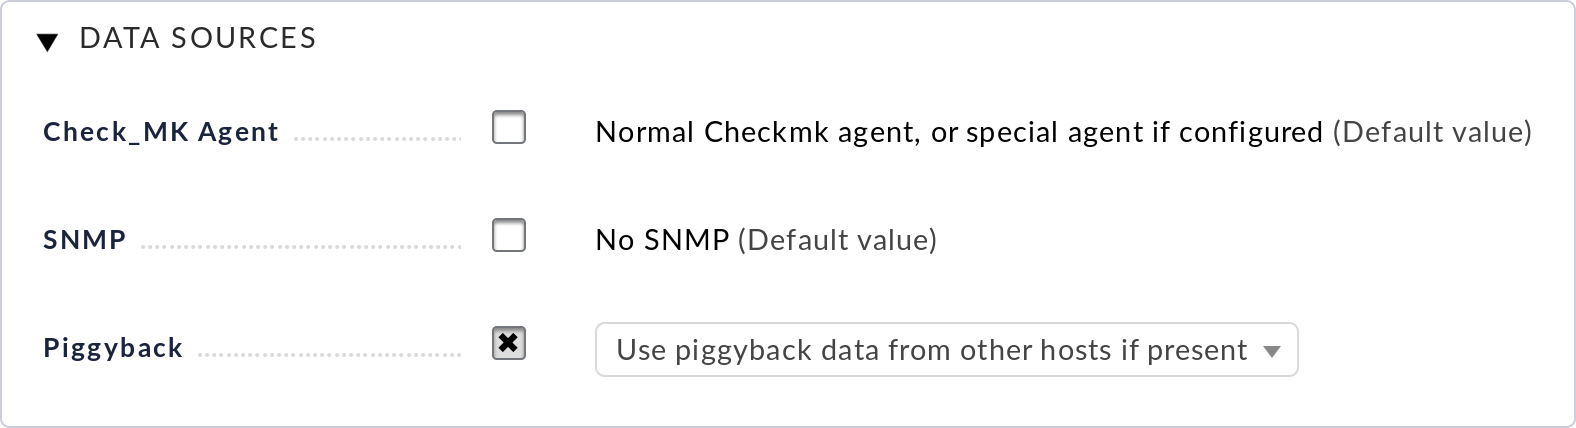 DATA SOURCES
Check_MK Agent Normal Checkmk agent, or special agent if configured (Default value)
SNMP No SNMP (Default value)
Piggyback Use piggyback data from other hosts if present